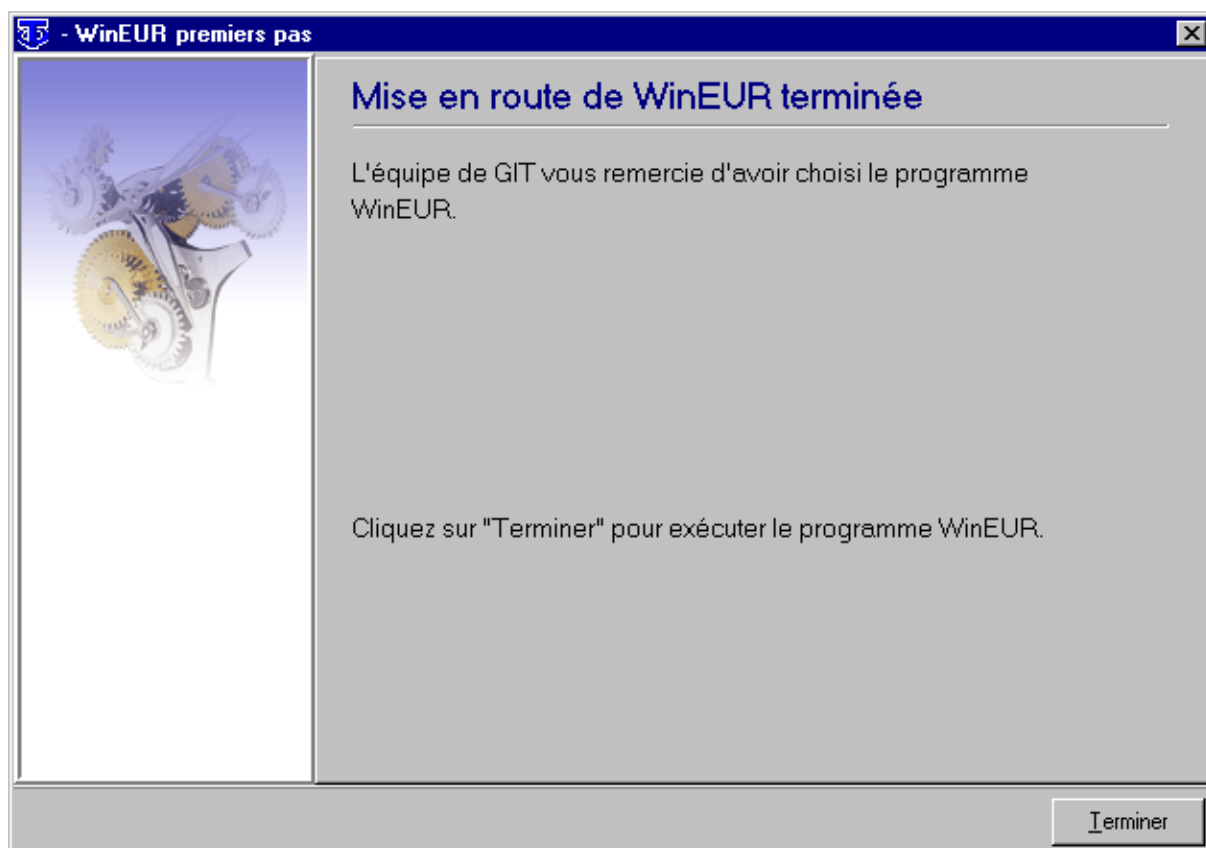 - WinEUR premiers pas
Mise en route de WinEUR terminée
L'équipe de GIT vous remercie d'avoir choisi le programme
WinEUR.
Cliquez sur "Terminer" pour exécuter le programme WinEUR.
Terminer